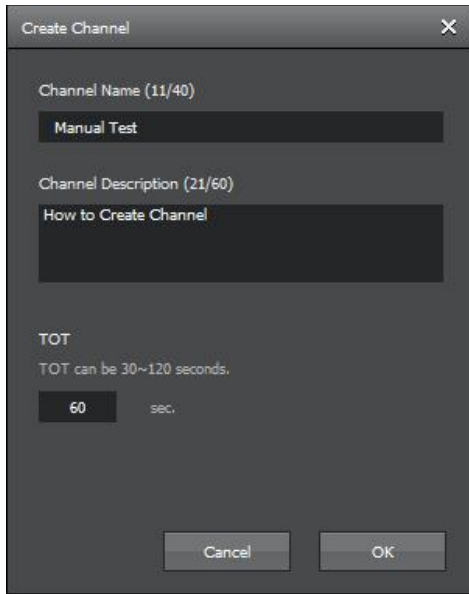 Create Channel
Channel Name (11/40)
Manual Test
Channel Description (21/60)
How to Create Channel
TOT
TOT can be 30~120 seconds.
60 sec.
Cancel OK